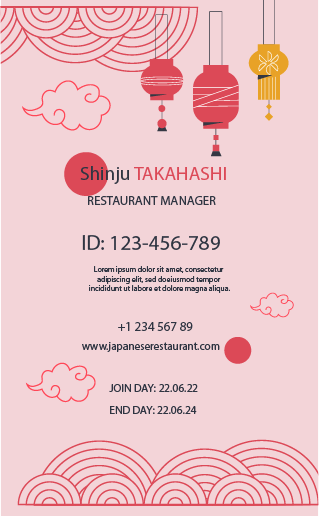 Shinju TAKAHASHI
RESTAURANT MANAGER
ID: 123-456-789
Lorem ipsum dolor sit amet, consectetur
adipiscing elit, sed doeiusmod tempor
incididunt ut labore et dolore magna aliqua.
+1 234 567 89
www.japaneserestaurant.com
JOIN DAY: 22.06.22
END DAY: 22.06.24